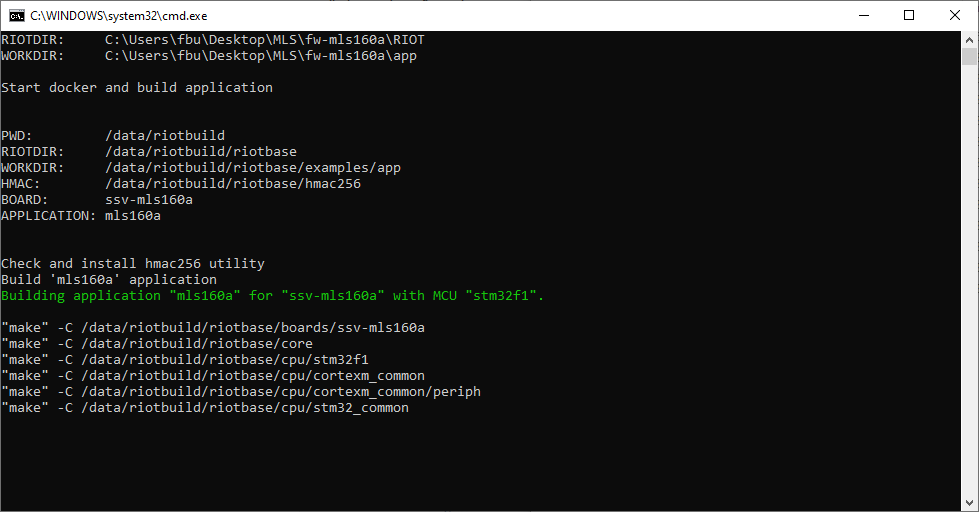 C:\WINDOWS\system32\cmd.exe
RIOTDIR:     C:\Users\fbu\Desktop\MLS\fw-mls160a\RIOT
WORKDIR:     C:\Users\fbu\Desktop\MLS\fw-mls160a\app
Start docker and build application
PWD:         /data/riotbuild
RIOTDIR:     /data/riotbuild/riotbase
WORKDIR:     /data/riotbuild/riotbase/examples/app
HMAC:        /data/riotbuild/riotbase/hmac256
BOARD:       ssv-mls160a
APPLICATION: mls160a
Check and install hmac256 utility
Build 'mls160a' application
Building application "mls160a" for "ssv-mls160a" with MCU "stm32f1".
"make" -C /data/riotbuild/riotbase/boards/ssv-mls160a
"make" -C /data/riotbuild/riotbase/core
"make" -C /data/riotbuild/riotbase/cpu/stm32f1
"make" -C /data/riotbuild/riotbase/cpu/cortexm_common
"make" -C /data/riotbuild/riotbase/cpu/cortexm_common/periph
"make" -C /data/riotbuild/riotbase/cpu/stm32_common